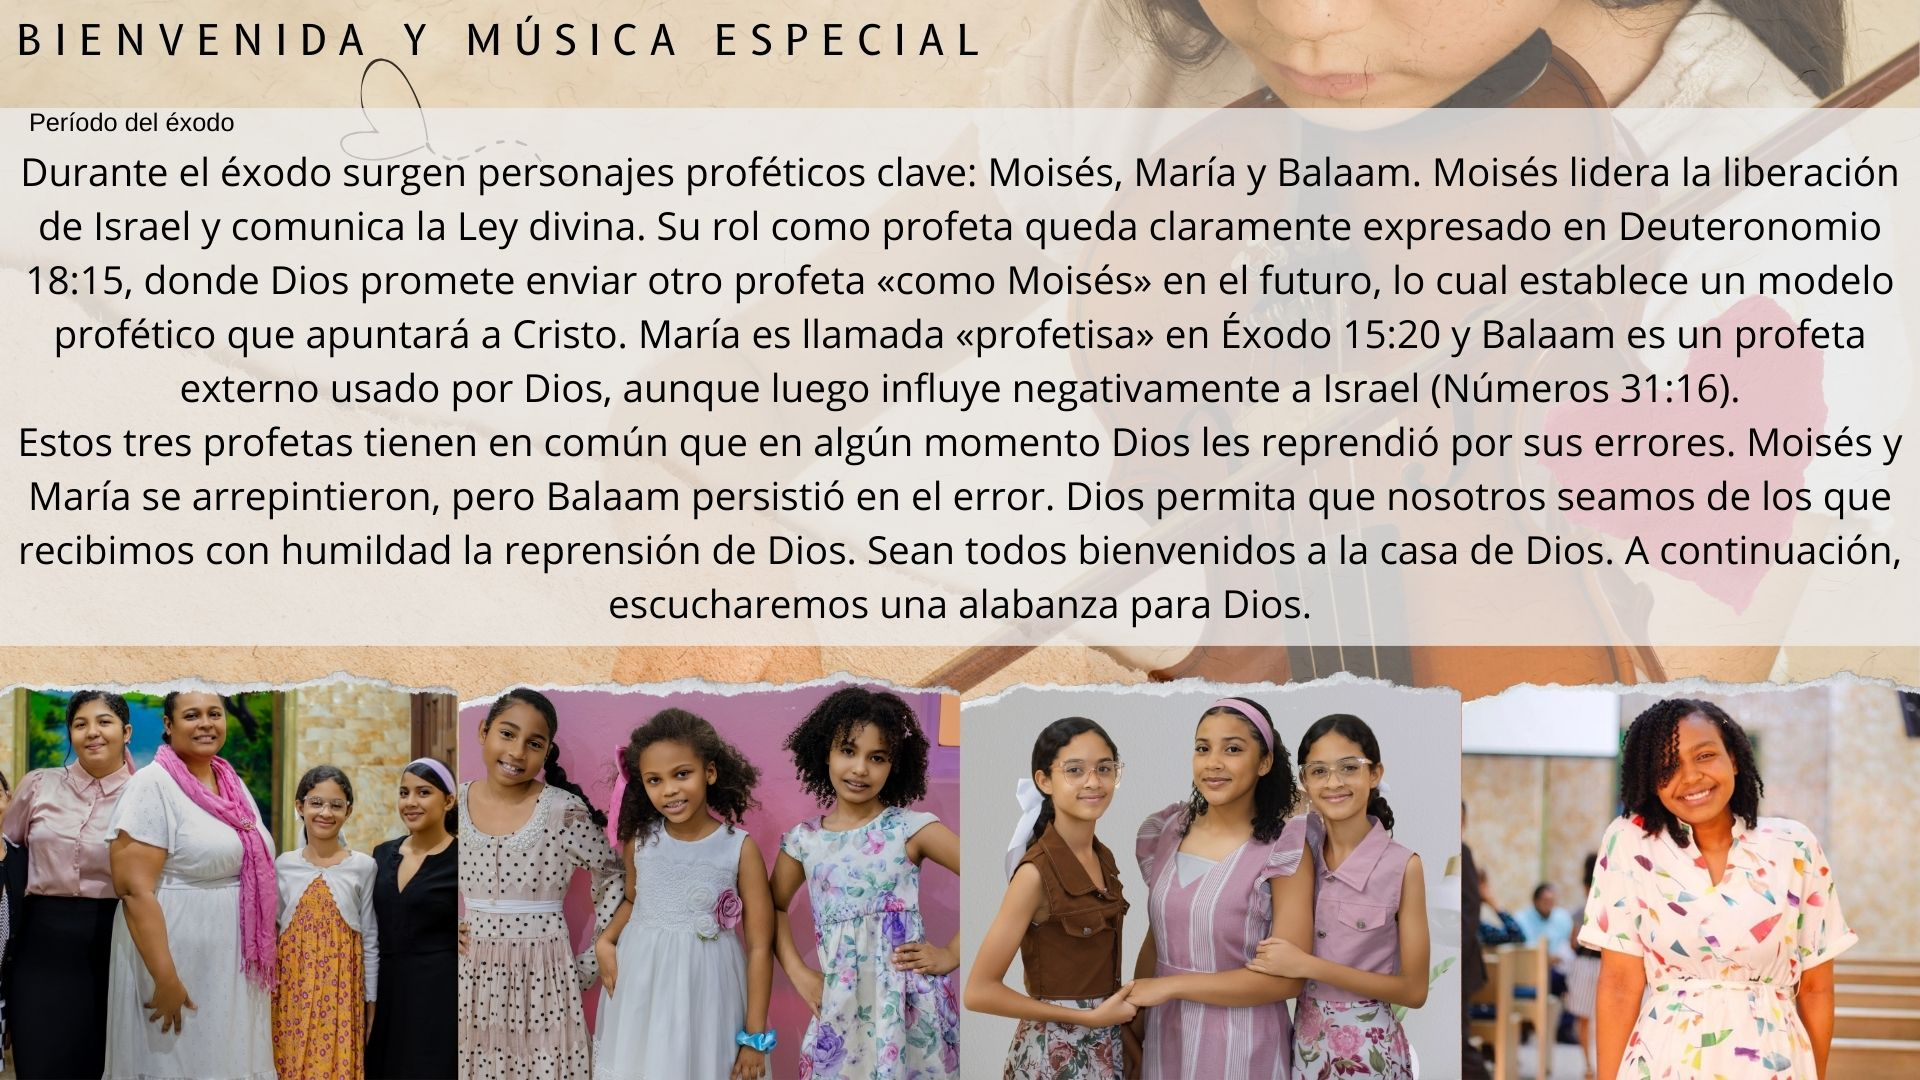 BIENVENIDA Y MÚSICA ESPECIAL
Período del éxodo
Durante el éxodo surgen personajes proféticos clave: Moisés, María y Balaam. Moisés lidera la liberación
de Israel y comunica la Ley divina. Su rol como profeta queda claramente expresado en Deuteronomio
18:15, donde Dios promete enviar otro profeta «como Moisés» en el futuro, lo cual establece un modelo
profético que apuntará a Cristo. María es llamada «profetisa» en Éxodo 15:20 y Balaam es un profeta
externo usado por Dios, aunque luego influye negativamente a Israel (Números 31:16).
Estos tres profetas tienen en común que en algún momento Dios les reprendió por sus errores. Moisés y
María se arrepintieron, pero Balaam persistió en el error. Dios permita que nosotros seamos de los que
recibimos con humildad la reprensión de Dios. Sean todos bienvenidos a la casa de Dios. A continuación,
escucharemos una alabanza para Dios.